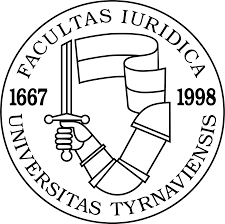 FACULTAS IURIDICA
1667 1998
UNIVERSITAS TYRNAVIENSIS